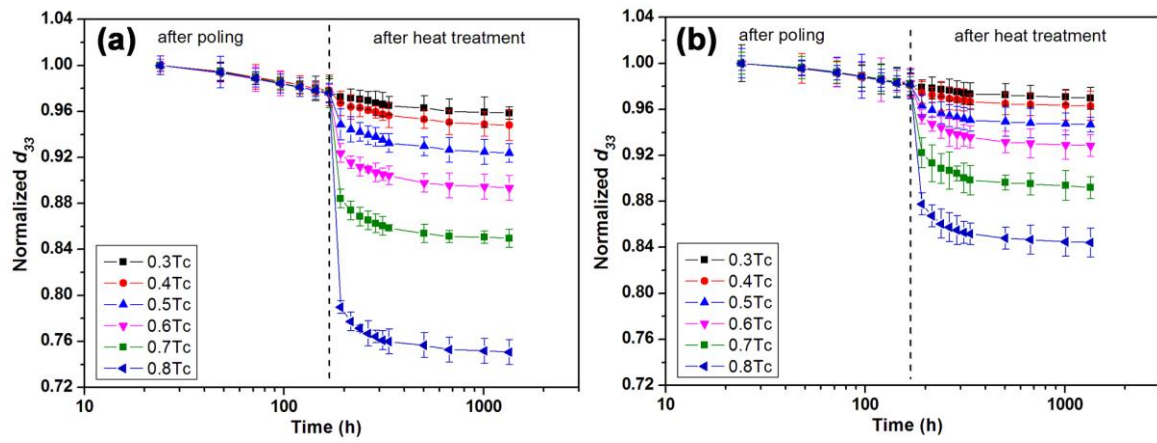 (a)
after poling
after heat treatment
Normalized d33
1.04
1.00
0.96
0.92
0.88
0.84
0.80
0.76
0.72
0.3Tc
0.4Tc
0.5Tc
0.6Tc
0.7Tc
0.8Tc
10
100
1000
Time (h)
(b)
after poling
after heat treatment
Normalized d33
1.04
1.00
0.96
0.92
0.88
0.84
0.80
0.76
0.72
0.3Tc
0.4Tc
0.5Tc
0.6Tc
0.7Tc
0.8Tc
10
100
1000
Time (h)